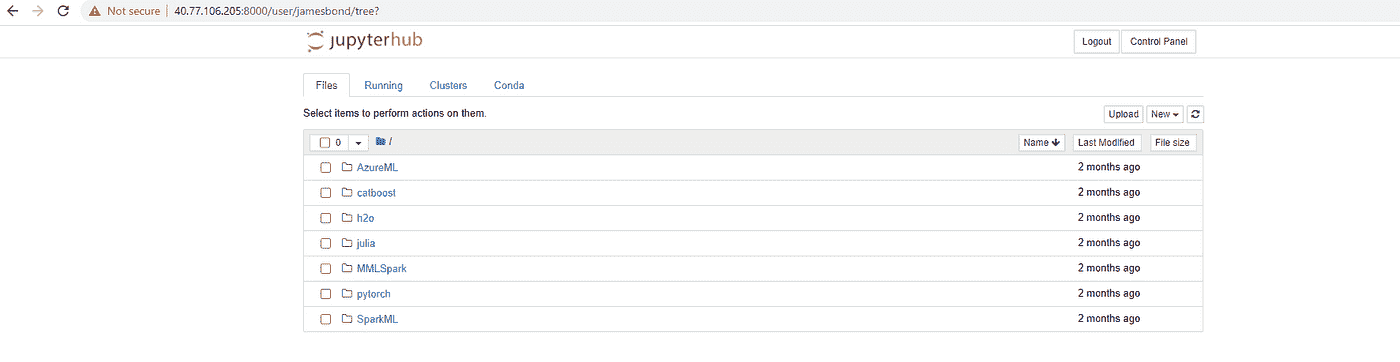 Not secure 40.77.106.205:8000/user/jamesbond/tree?
jupyterhub Logout Control Panel
Files Running Clusters Conda
Select items to perform actions on them. Upload New
0 / Name Last Modified File size
AzureML 2 months ago
catboost 2 months ago
h2o 2 months ago
julia 2 months ago
MMLSpark 2 months ago
pytorch 2 months ago
SparkML 2 months ago